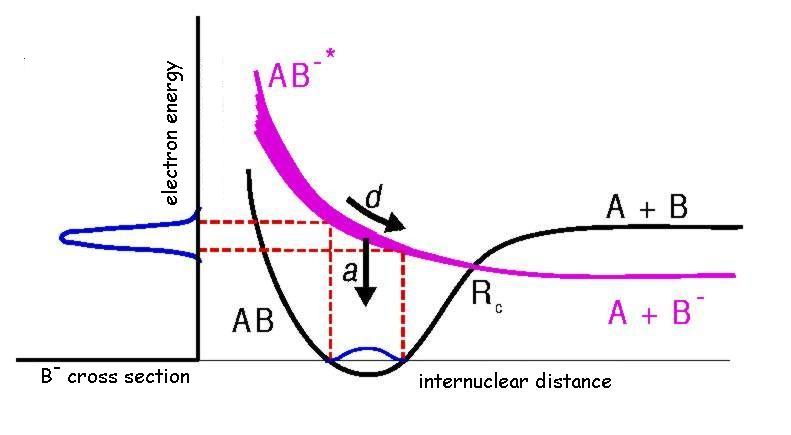 AB⁻*
electron energy
d
A + B
a
R꜀
AB
A + B⁻
B⁻ cross section
internuclear distance